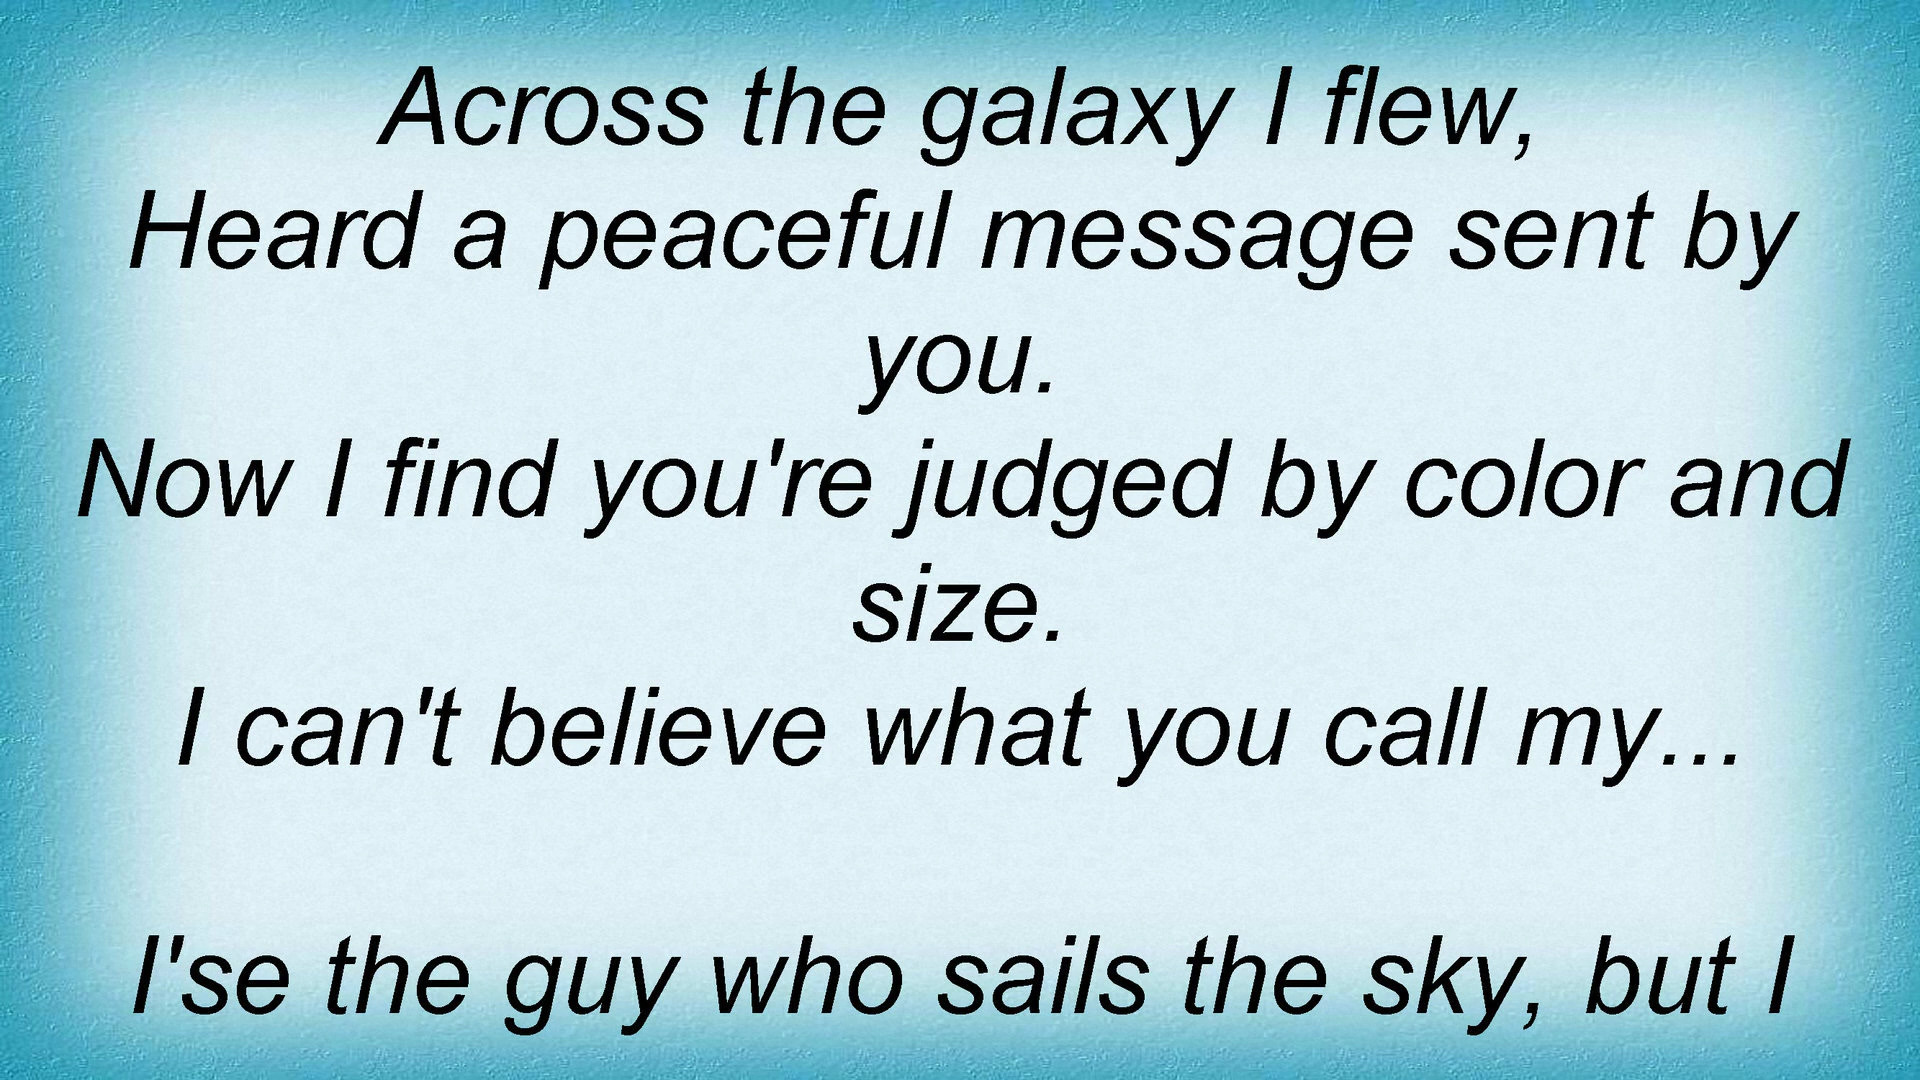 Across the galaxy I flew,
Heard a peaceful message sent by
you.
Now I find you're judged by color and
size.
I can't believe what you call my...
I'se the guy who sails the sky, but I